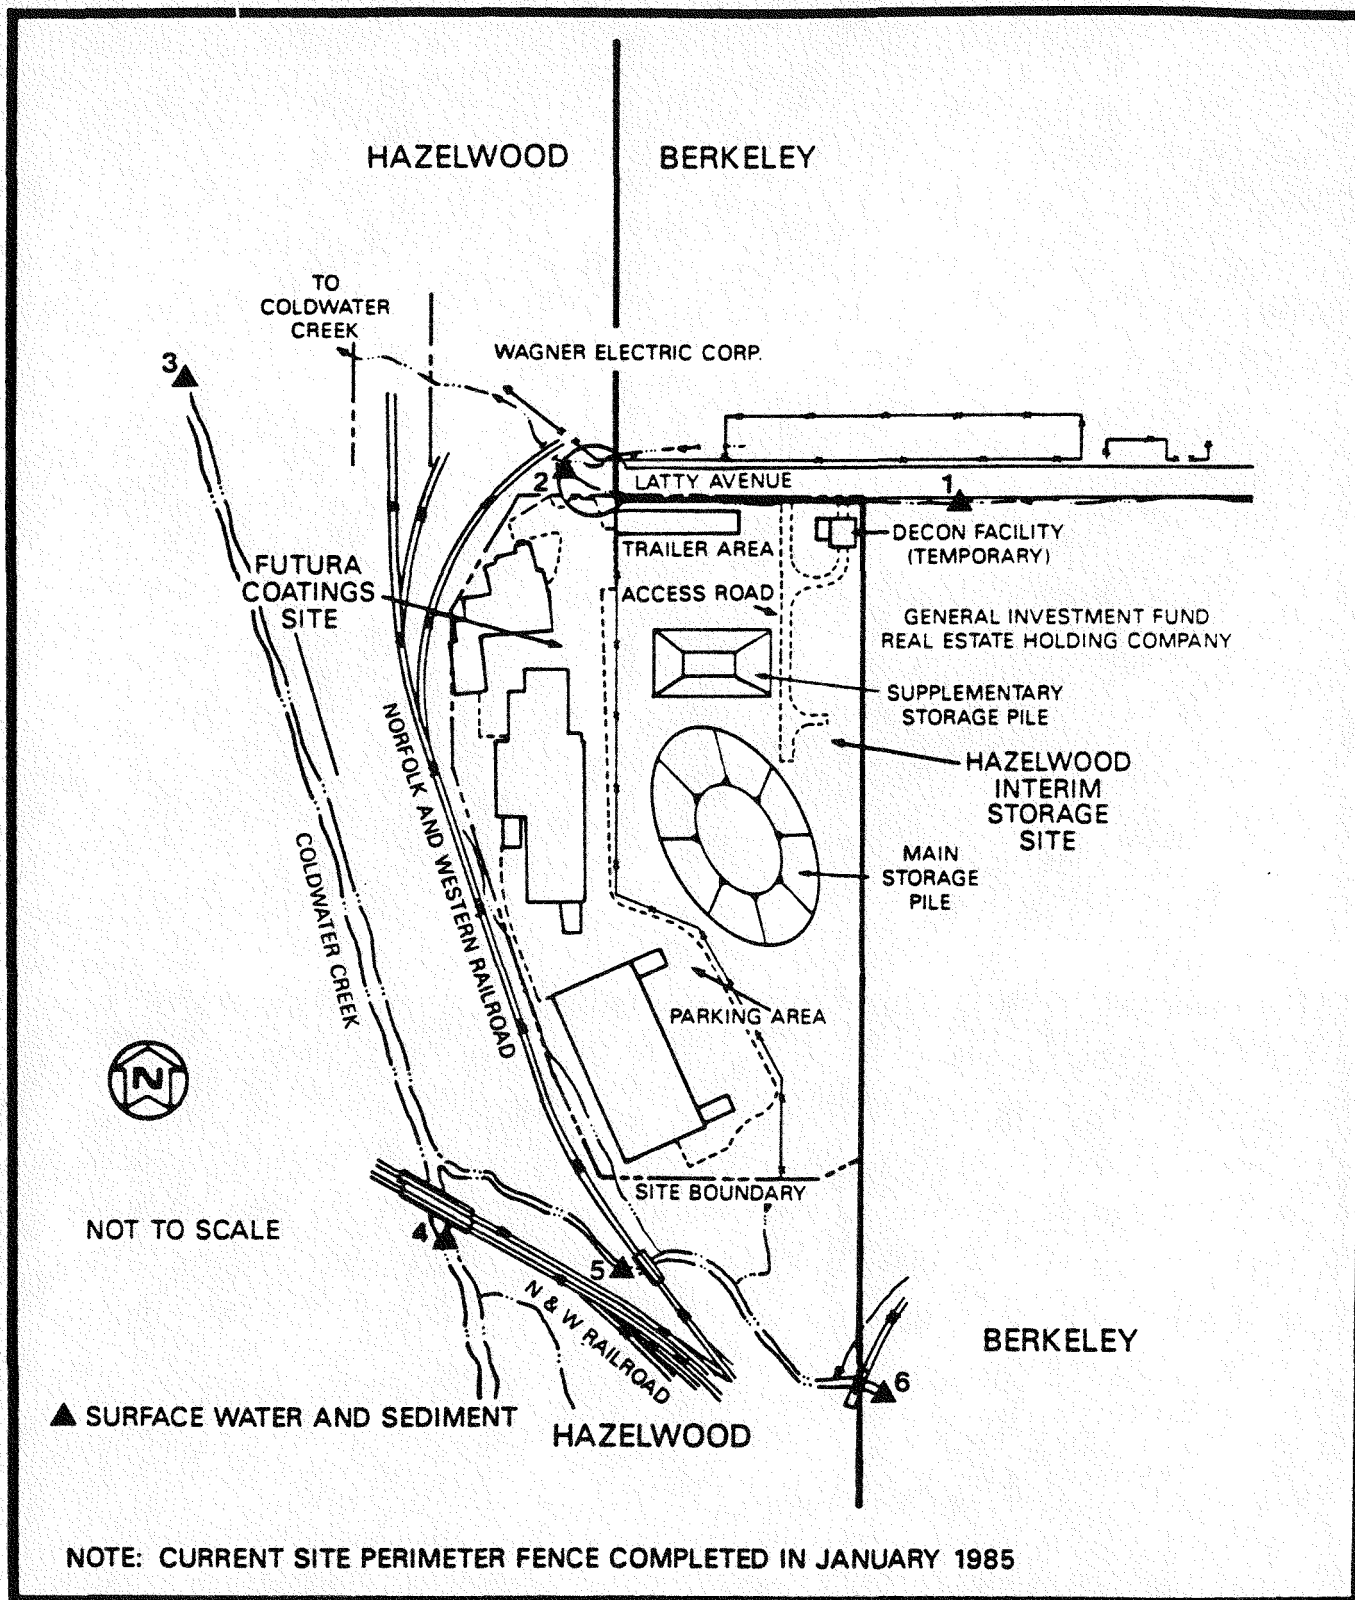 HAZELWOOD
BERKELEY
TO
COLDWATER
CREEK
WAGNER ELECTRIC CORP.
3
2
LATTY AVENUE
1
TRAILER AREA
DECON FACILITY
(TEMPORARY)
FUTURA
COATINGS
SITE
ACCESS ROAD
GENERAL INVESTMENT FUND
REAL ESTATE HOLDING COMPANY
SUPPLEMENTARY
STORAGE PILE
HAZELWOOD
INTERIM
STORAGE
SITE
NORFOLK AND WESTERN RAILROAD
COLDWATER CREEK
MAIN
STORAGE
PILE
PARKING AREA
N
SITE BOUNDARY
NOT TO SCALE
4
5
N & W RAILROAD
BERKELEY
6
SURFACE WATER AND SEDIMENT
HAZELWOOD
NOTE: CURRENT SITE PERIMETER FENCE COMPLETED IN JANUARY 1985